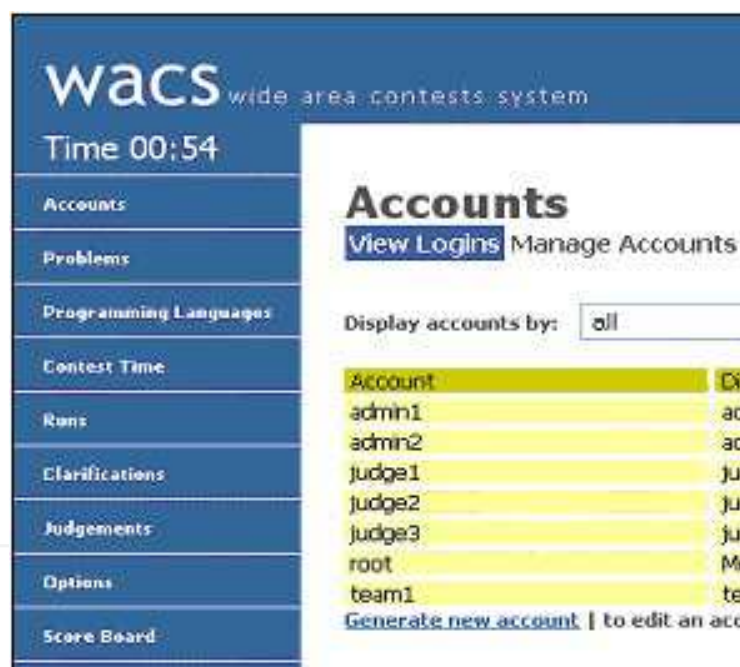 wacs wide area contests system
Time 00:54
Accounts
Problems
Programming Languages
Contest Time
Runs
Clarifications
Judgements
Options
Score Board
Accounts
View Logins Manage Accounts
Display accounts by: all
Account
admin1
admin2
judge1
judge2
judge3
root
team1
Generate new account | to edit an